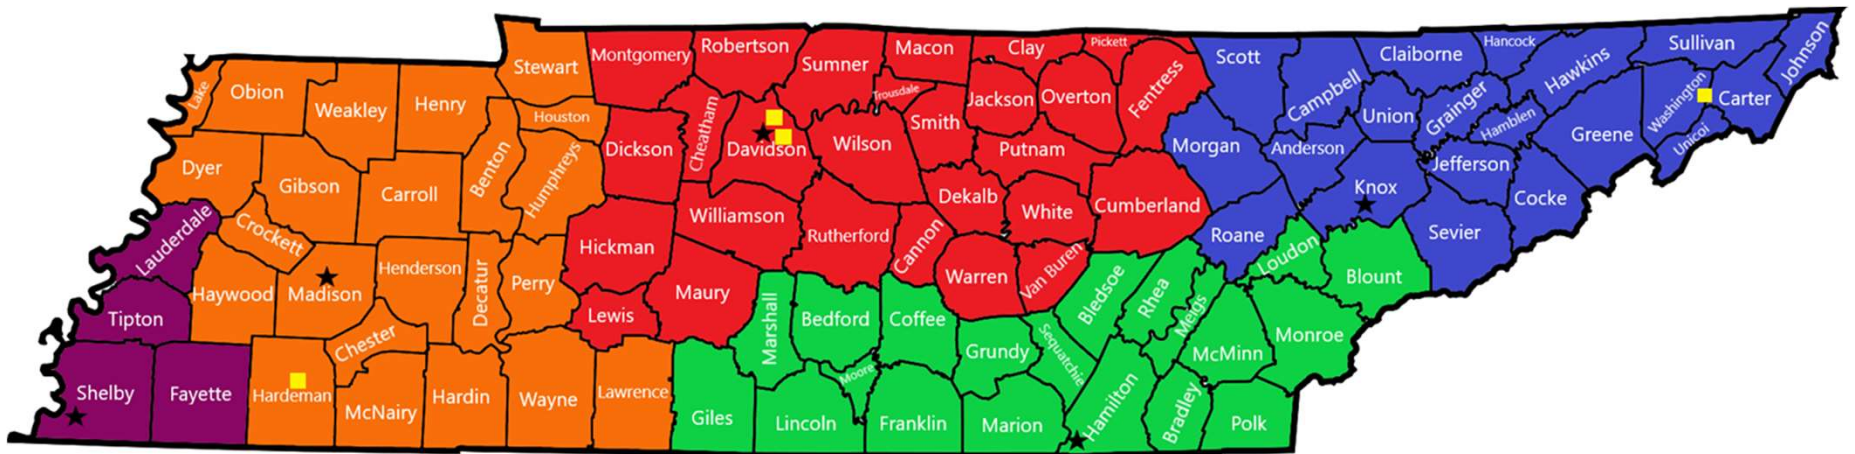 Lake
Obion
Weakley
Henry
Stewart
Houston
Montgomery
Robertson
Sumner
Macon
Trousdale
Clay
Pickett
Fentress
Scott
Campbell
Claiborne
Hancock
Hawkins
Sullivan
Johnson
Dyer
Gibson
Carroll
Benton
Humphreys
Dickson
Cheatham
Davidson
Wilson
Smith
Jackson
Overton
Putnam
Morgan
Anderson
Union
Grainger
Hamblen
Greene
Washington
Carter
Unicoi
Lauderdale
Crockett
Haywood
Madison
Henderson
Decatur
Perry
Hickman
Williamson
Rutherford
Cannon
Dekalb
White
Cumberland
Roane
Knox
Jefferson
Cocke
Sevier
Tipton
Chester
Lewis
Maury
Marshall
Bedford
Coffee
Warren
Van Buren
Bledsoe
Rhea
Meigs
Loudon
Blount
Monroe
McMinn
Shelby
Fayette
Hardeman
McNairy
Hardin
Wayne
Lawrence
Giles
Lincoln
Moore
Franklin
Grundy
Sequatchie
Marion
Hamilton
Bradley
Polk